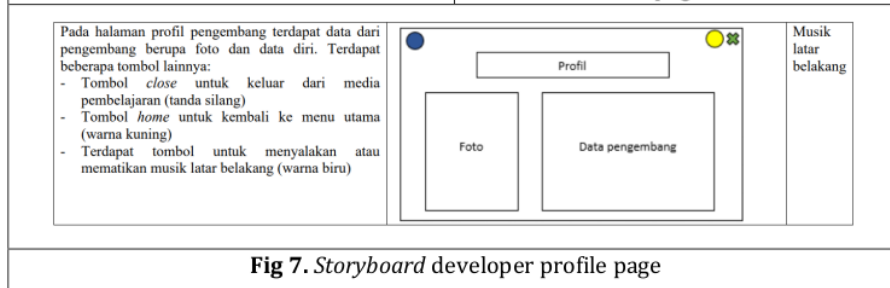 Pada halaman profil pengembang terdapat data dari
pengembang berupa foto dan data diri. Terdapat
beberapa tombol lainnya:
- Tombol close untuk keluar dari media
pembelajaran (tanda silang)
- Tombol home untuk kembali ke menu utama
(warna kuning)
- Terdapat tombol untuk menyalakan atau
mematikan musik latar belakang (warna biru)
Profil
Foto
Data pengembang
Musik
latar
belakang
Fig 7. Storyboard developer profile page